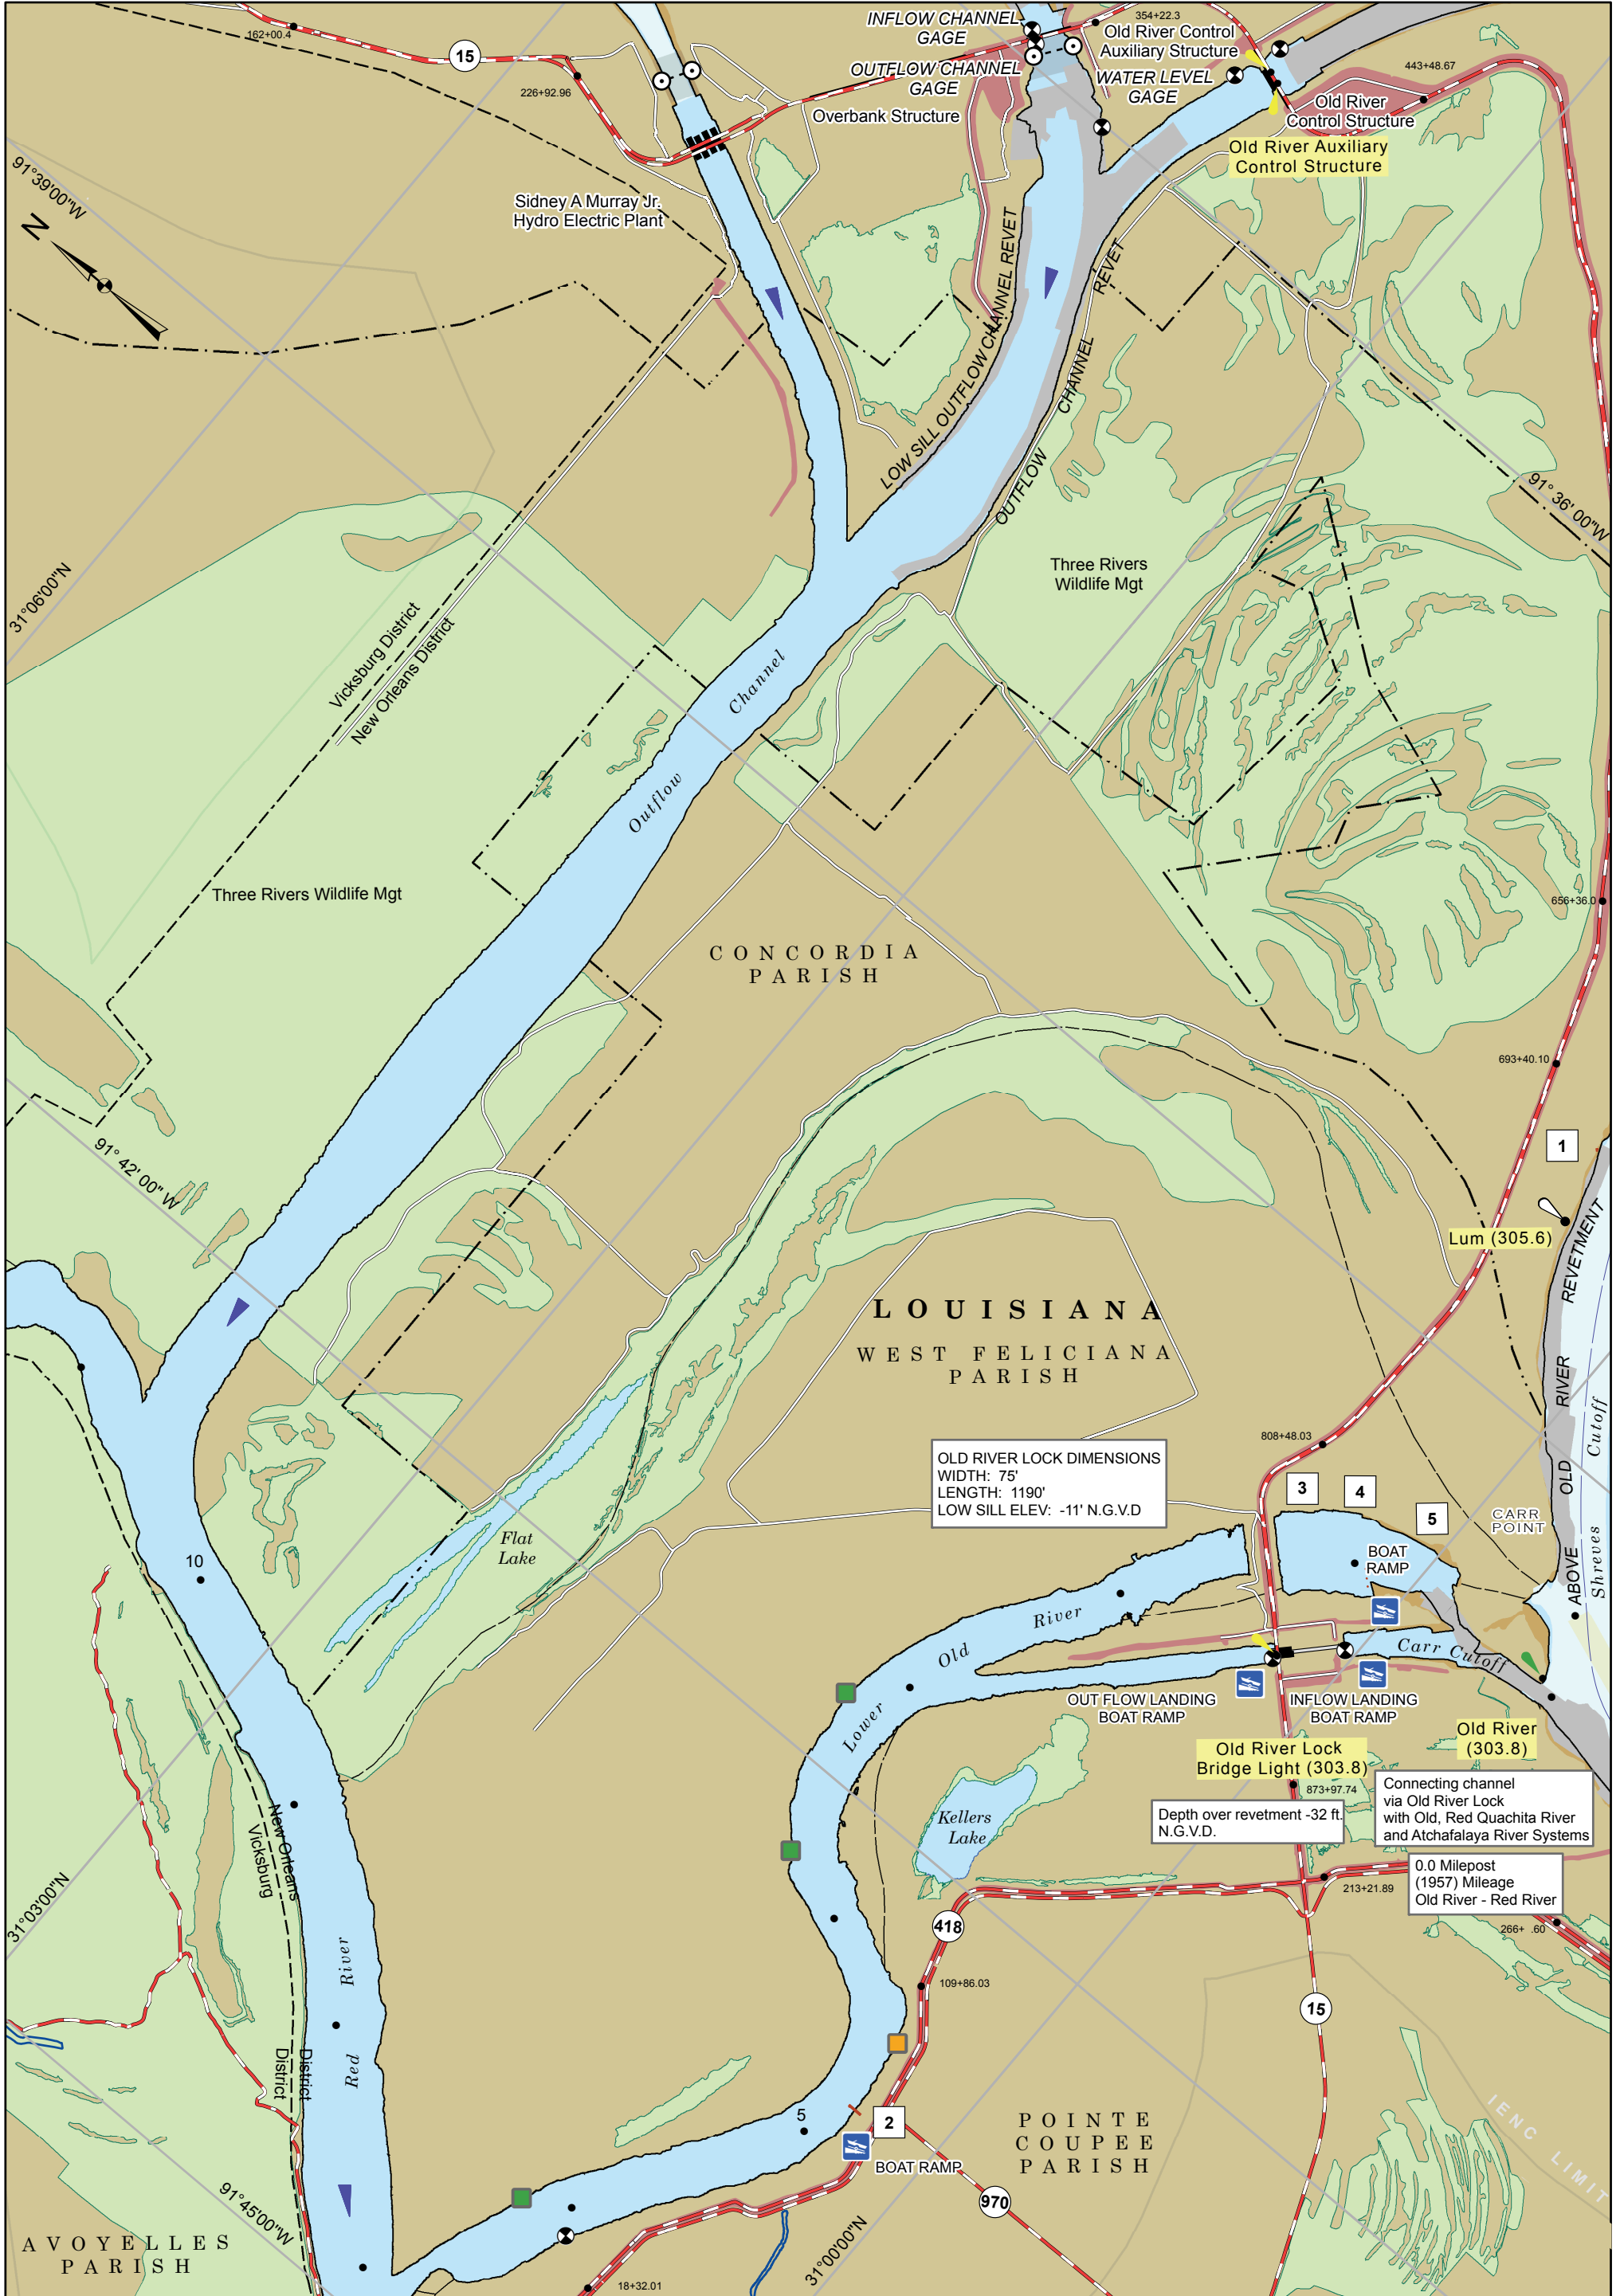 INFLOW CHANNEL
GAGE
354+22.3
Old River Control
Auxiliary Structure
162+00.4
15
OUTFLOW CHANNEL
GAGE
WATER LEVEL
GAGE
443+48.67
226+92.96
Overbank Structure
Old River
Control Structure
Old River Auxiliary
Control Structure
91°39'00"W
N
Sidney A Murray Jr.
Hydro Electric Plant
LOW SILL OUTFLOW CHANNEL REVET
OUTFLOW CHANNEL REVET
91° 36' 00"W
31°06'00"N
Three Rivers
Wildlife Mgt
Vicksburg District
New Orleans District
Outflow Channel
Three Rivers Wildlife Mgt
656+36.0
CONCORDIA
PARISH
693+40.10
1
91° 42' 00" W
Lum (305.6)
LOUISIANA
WEST FELICIANA
PARISH
ABOVE OLD RIVER REVETMENT
Shreves Cutoff
808+48.03
OLD RIVER LOCK DIMENSIONS
WIDTH: 75'
LENGTH: 1190'
LOW SILL ELEV: -11' N.G.V.D
3
4
5
CARR
POINT
Flat
Lake
10
BOAT
RAMP
Lower Old River
Carr Cutoff
OUT FLOW LANDING
BOAT RAMP
INFLOW LANDING
BOAT RAMP
Old River
(303.8)
Old River Lock
Bridge Light (303.8)
873+97.74
Connecting channel
via Old River Lock
with Old, Red Quachita River
and Atchafalaya River Systems
Depth over revetment -32 ft.
N.G.V.D.
Kellers
Lake
New Orleans
Vicksburg
0.0 Milepost
(1957) Mileage
Old River - Red River
213+21.89
31°03'00"N
418
266+ .60
109+86.03
15
Red River
District
District
5
2
BOAT RAMP
POINTE
COUPEE
PARISH
IENC LIMIT
970
91°45'00"W
AVOYELLES
PARISH
31°00'00"N
18+32.01